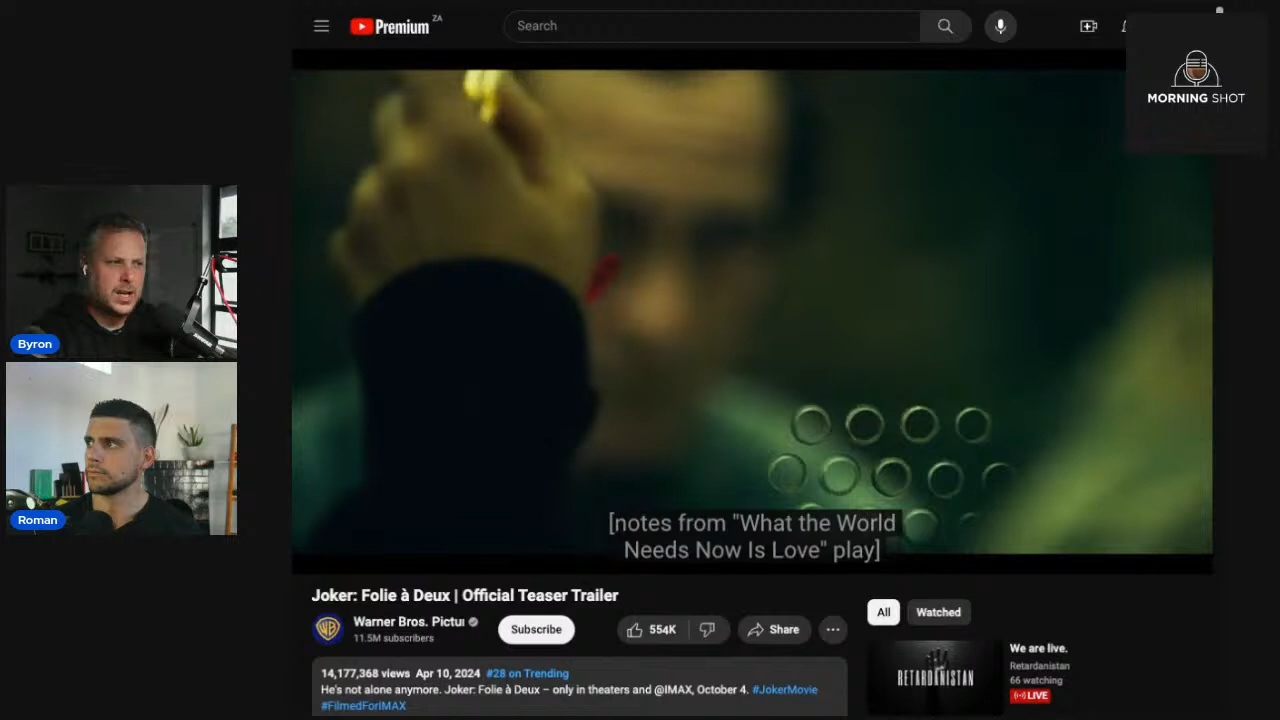 Premium ZA
Search
MORNING SHOT
Byron
Roman
[notes from "What the World
Needs Now Is Love" play]
Joker: Folie à Deux | Official Teaser Trailer
Warner Bros. Pictu
11.5M subscribers
Subscribe
554K
Share
All
Watched
14,177,368 views Apr 10, 2024 #28 on Trending
He's not alone anymore. Joker: Folie à Deux – only in theaters and @IMAX, October 4. #JokerMovie
#FilmedForIMAX
RETARDANISTAN
We are live.
Retardanistan
66 watching
LIVE